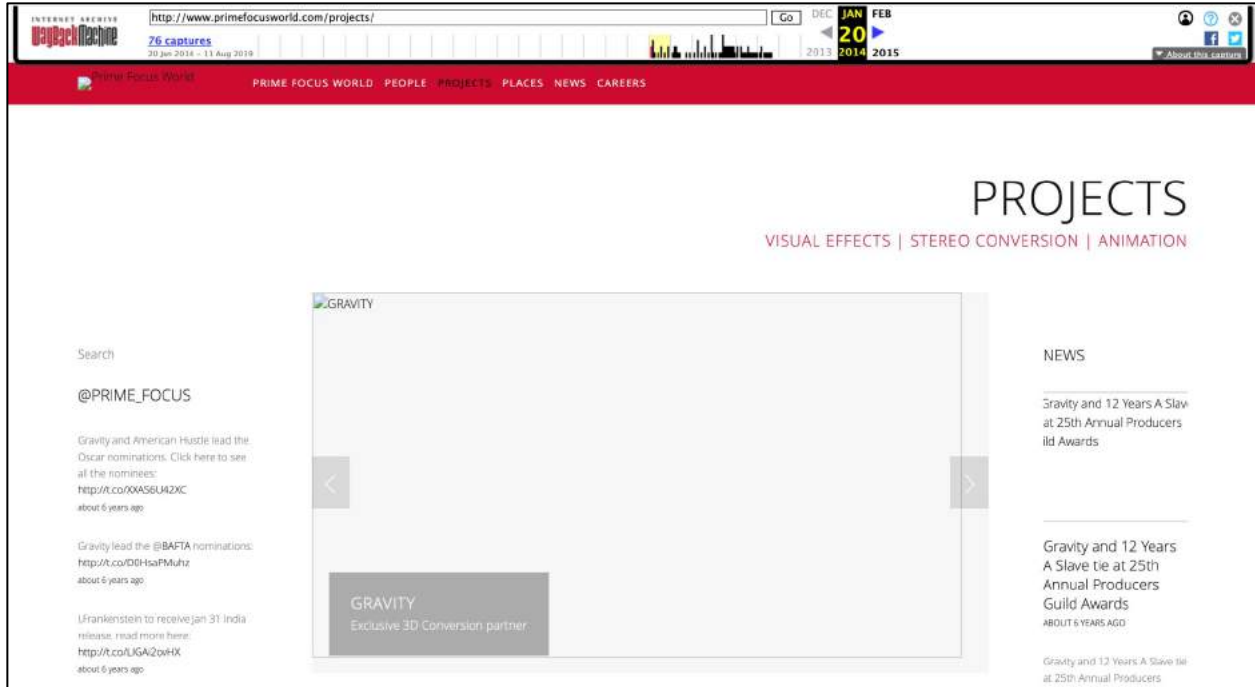 INTERNET ARCHIVE
WayBackMachine
http://www.primefocusworld.com/projects/
Go
DEC JAN FEB
76 captures
20
20 Jan 2014 – 11 Aug 2019
2013 2014 2015
About this capture
Prime Focus World
PRIME FOCUS WORLD PEOPLE PROJECTS PLACES NEWS CAREERS
PROJECTS
VISUAL EFFECTS | STEREO CONVERSION | ANIMATION
Search
@PRIME_FOCUS
Gravity and American Hustle lead the
Oscar nominations. Click here to see
all the nominees:
http://t.co/XXAS6U42XC
about 6 years ago
Gravity lead the @BAFTA nominations:
http://t.co/D0HsaPMuhz
about 6 years ago
I,Frankenstein to receive Jan 31 India
release, read more here:
http://t.co/LlGAi2ovHX
about 6 years ago
GRAVITY
GRAVITY
Exclusive 3D Conversion partner
NEWS
Gravity and 12 Years A Slav
at 25th Annual Producers
ild Awards
Gravity and 12 Years
A Slave tie at 25th
Annual Producers
Guild Awards
ABOUT 6 YEARS AGO
Gravity and 12 Years A Slave tie
at 25th Annual Producers